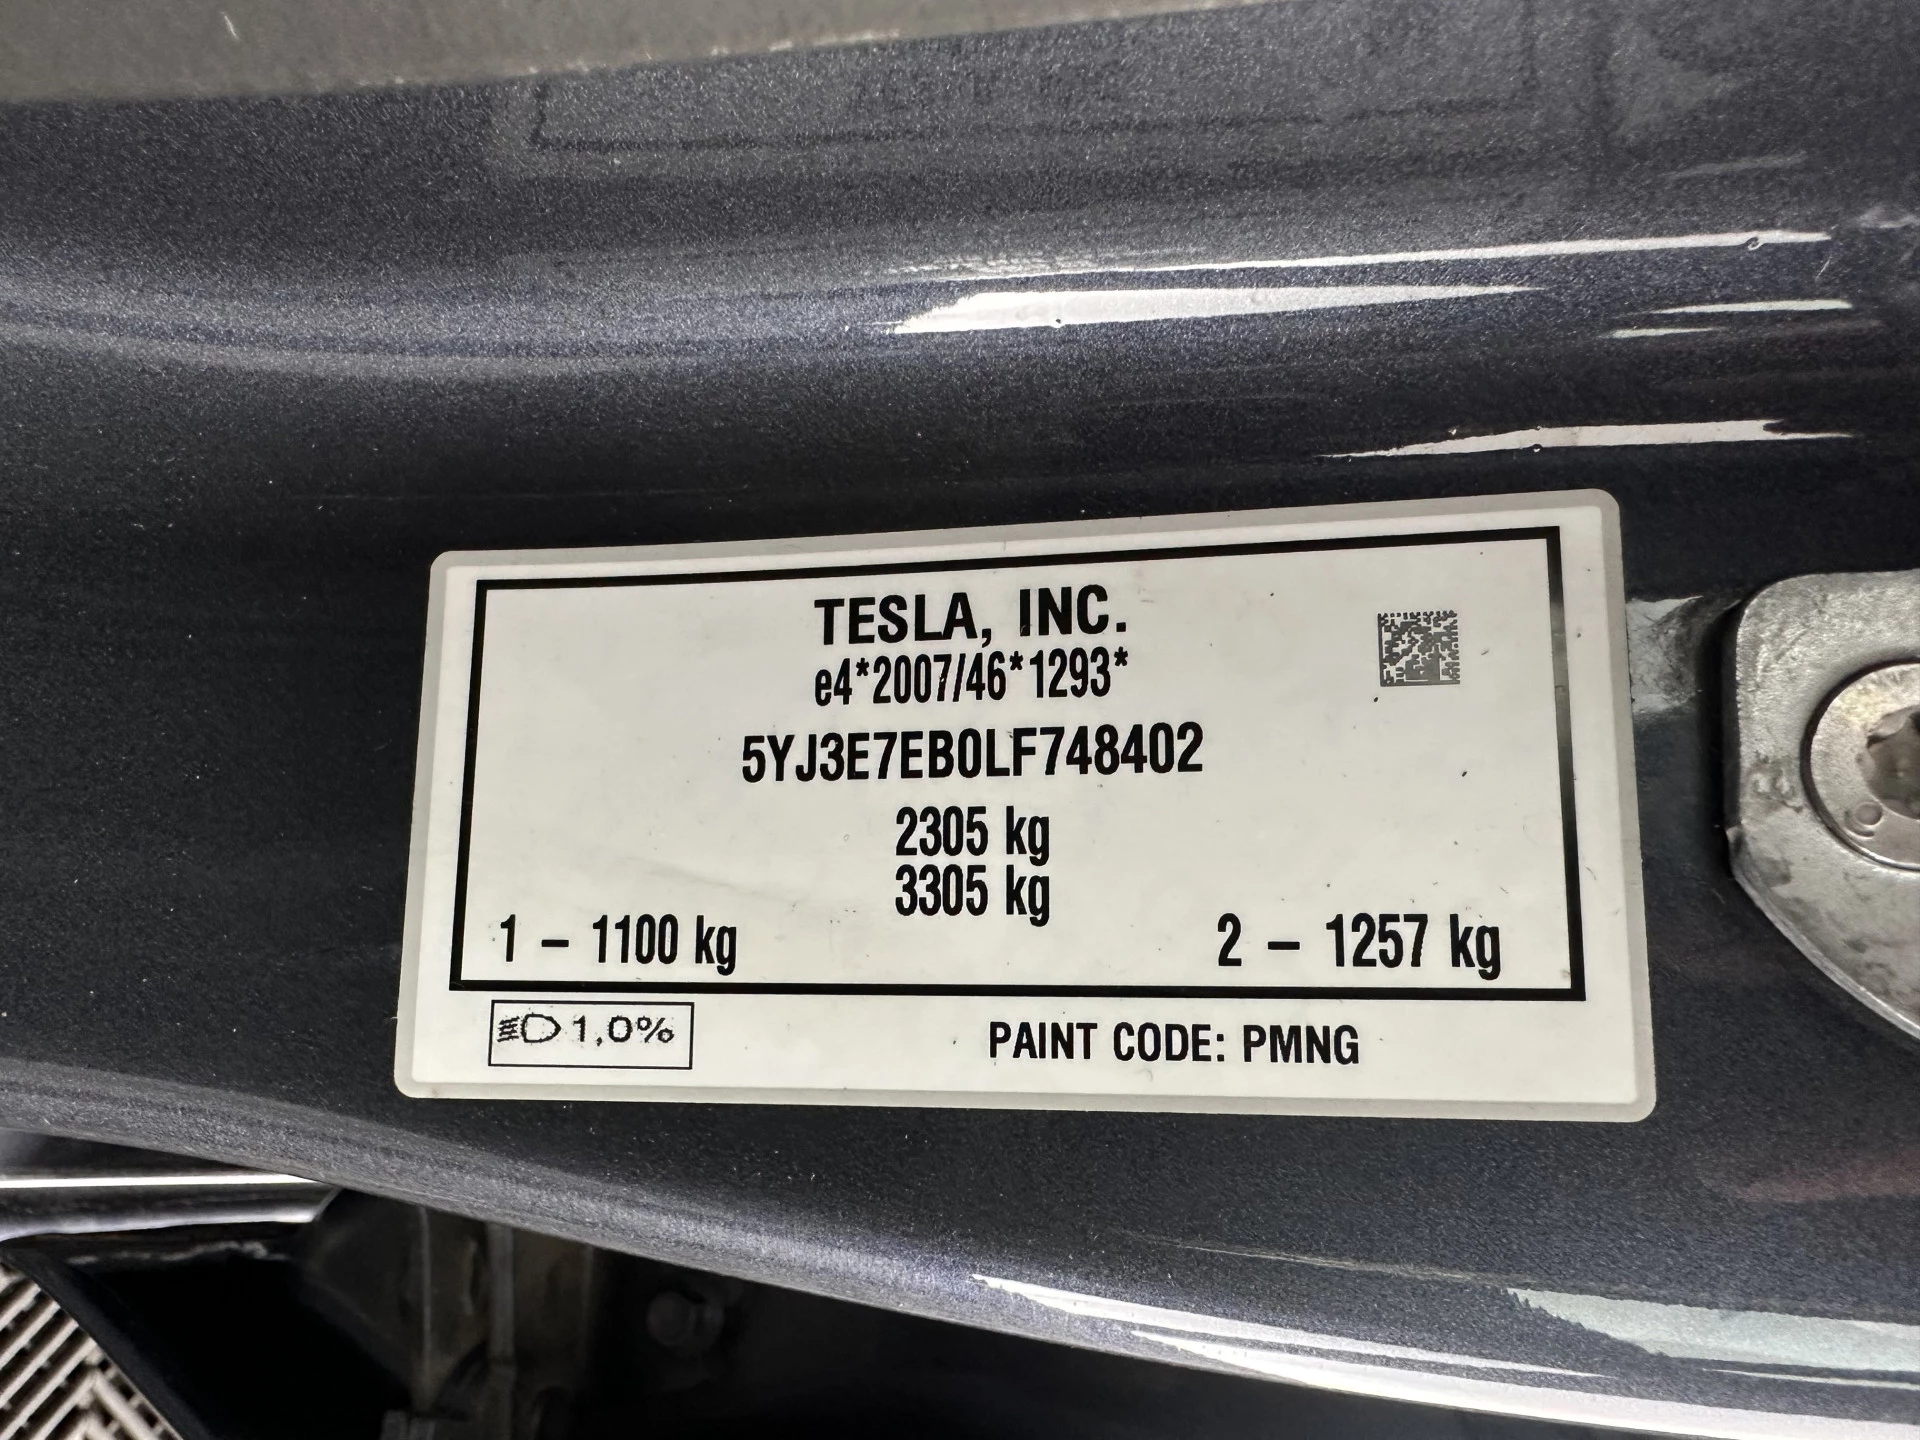 TESLA, INC.
e4*2007/46*1293*
5YJ3E7EB0LF748402
2305 kg
3305 kg
1 – 1100 kg
2 – 1257 kg
1,0%
PAINT CODE: PMNG